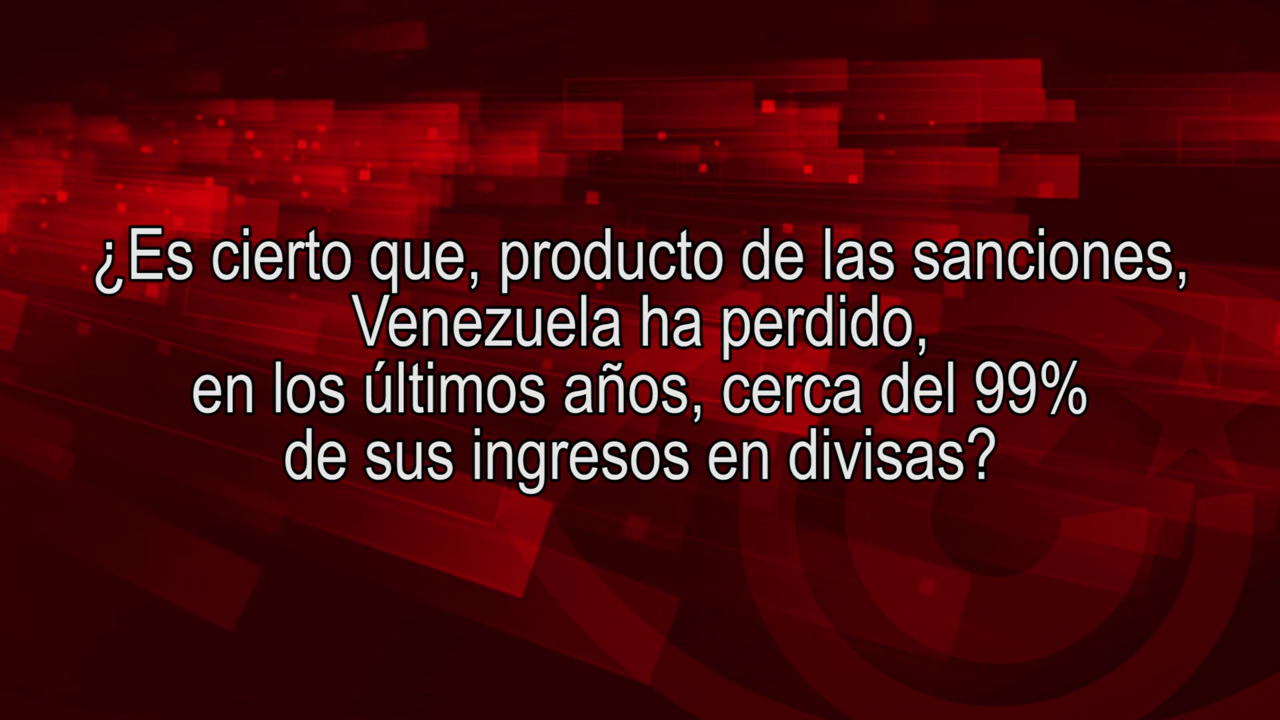 ¿Es cierto que, producto de las sanciones,
Venezuela ha perdido,
en los últimos años, cerca del 99%
de sus ingresos en divisas?